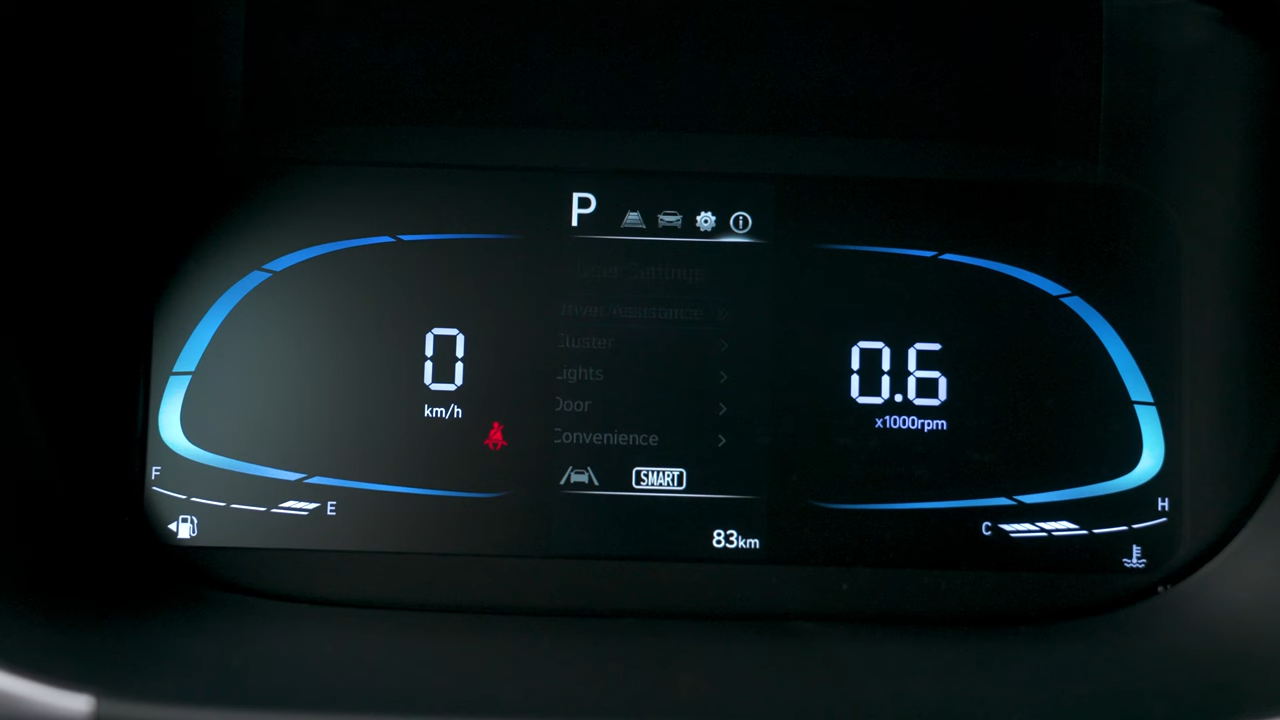 P
User Settings
Driver Assistance
Cluster
Lights
Door
Convenience
0
km/h
0.6
x1000rpm
F
E
SMART
C
H
83km